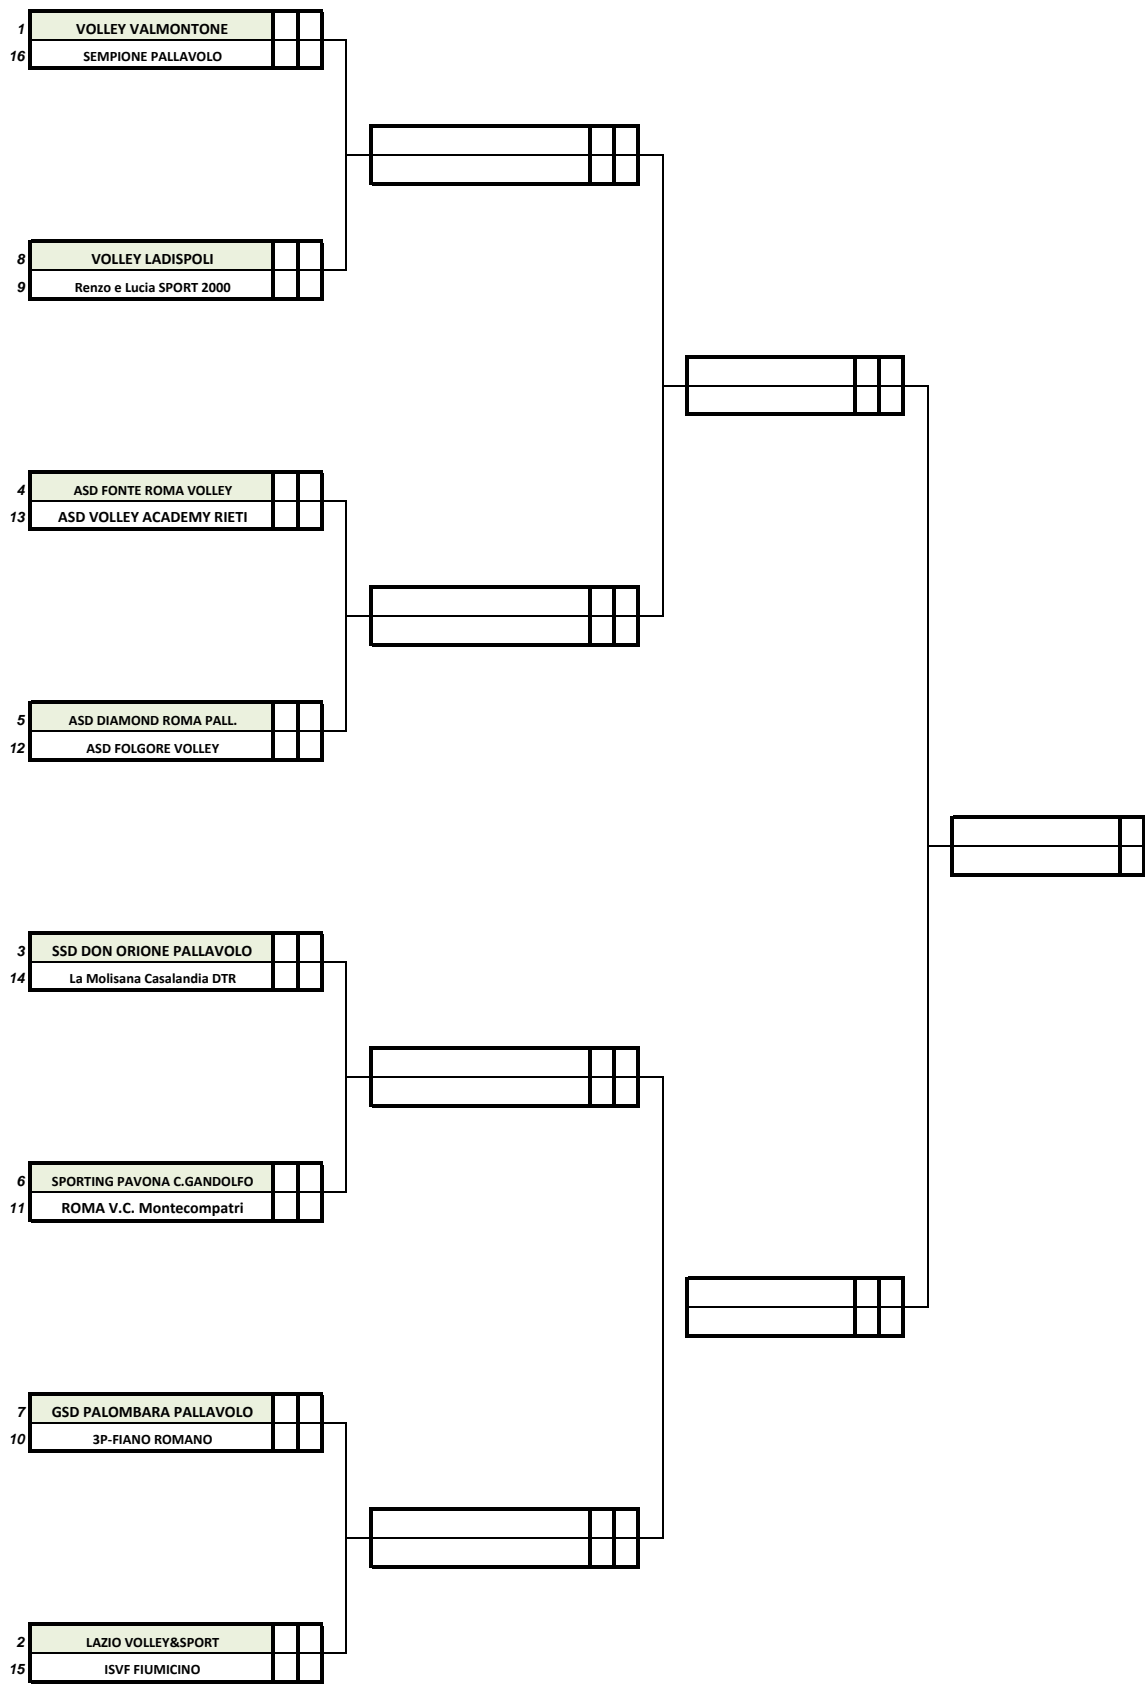 1 VOLLEY VALMONTONE
16 SEMPIONE PALLAVOLO
8 VOLLEY LADISPOLI
9 Renzo e Lucia SPORT 2000
4 ASD FONTE ROMA VOLLEY
13 ASD VOLLEY ACADEMY RIETI
5 ASD DIAMOND ROMA PALL.
12 ASD FOLGORE VOLLEY
3 SSD DON ORIONE PALLAVOLO
14 La Molisana Casalandia DTR
6 SPORTING PAVONA C.GANDOLFO
11 ROMA V.C. Montecompatri
7 GSD PALOMBARA PALLAVOLO
10 3P-FIANO ROMANO
2 LAZIO VOLLEY&SPORT
15 ISVF FIUMICINO